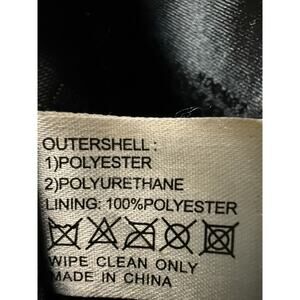 OUTERSHELL :
1)POLYESTER
2)POLYURETHANE
LINING: 100%POLYESTER
WIPE CLEAN ONLY
MADE IN CHINA